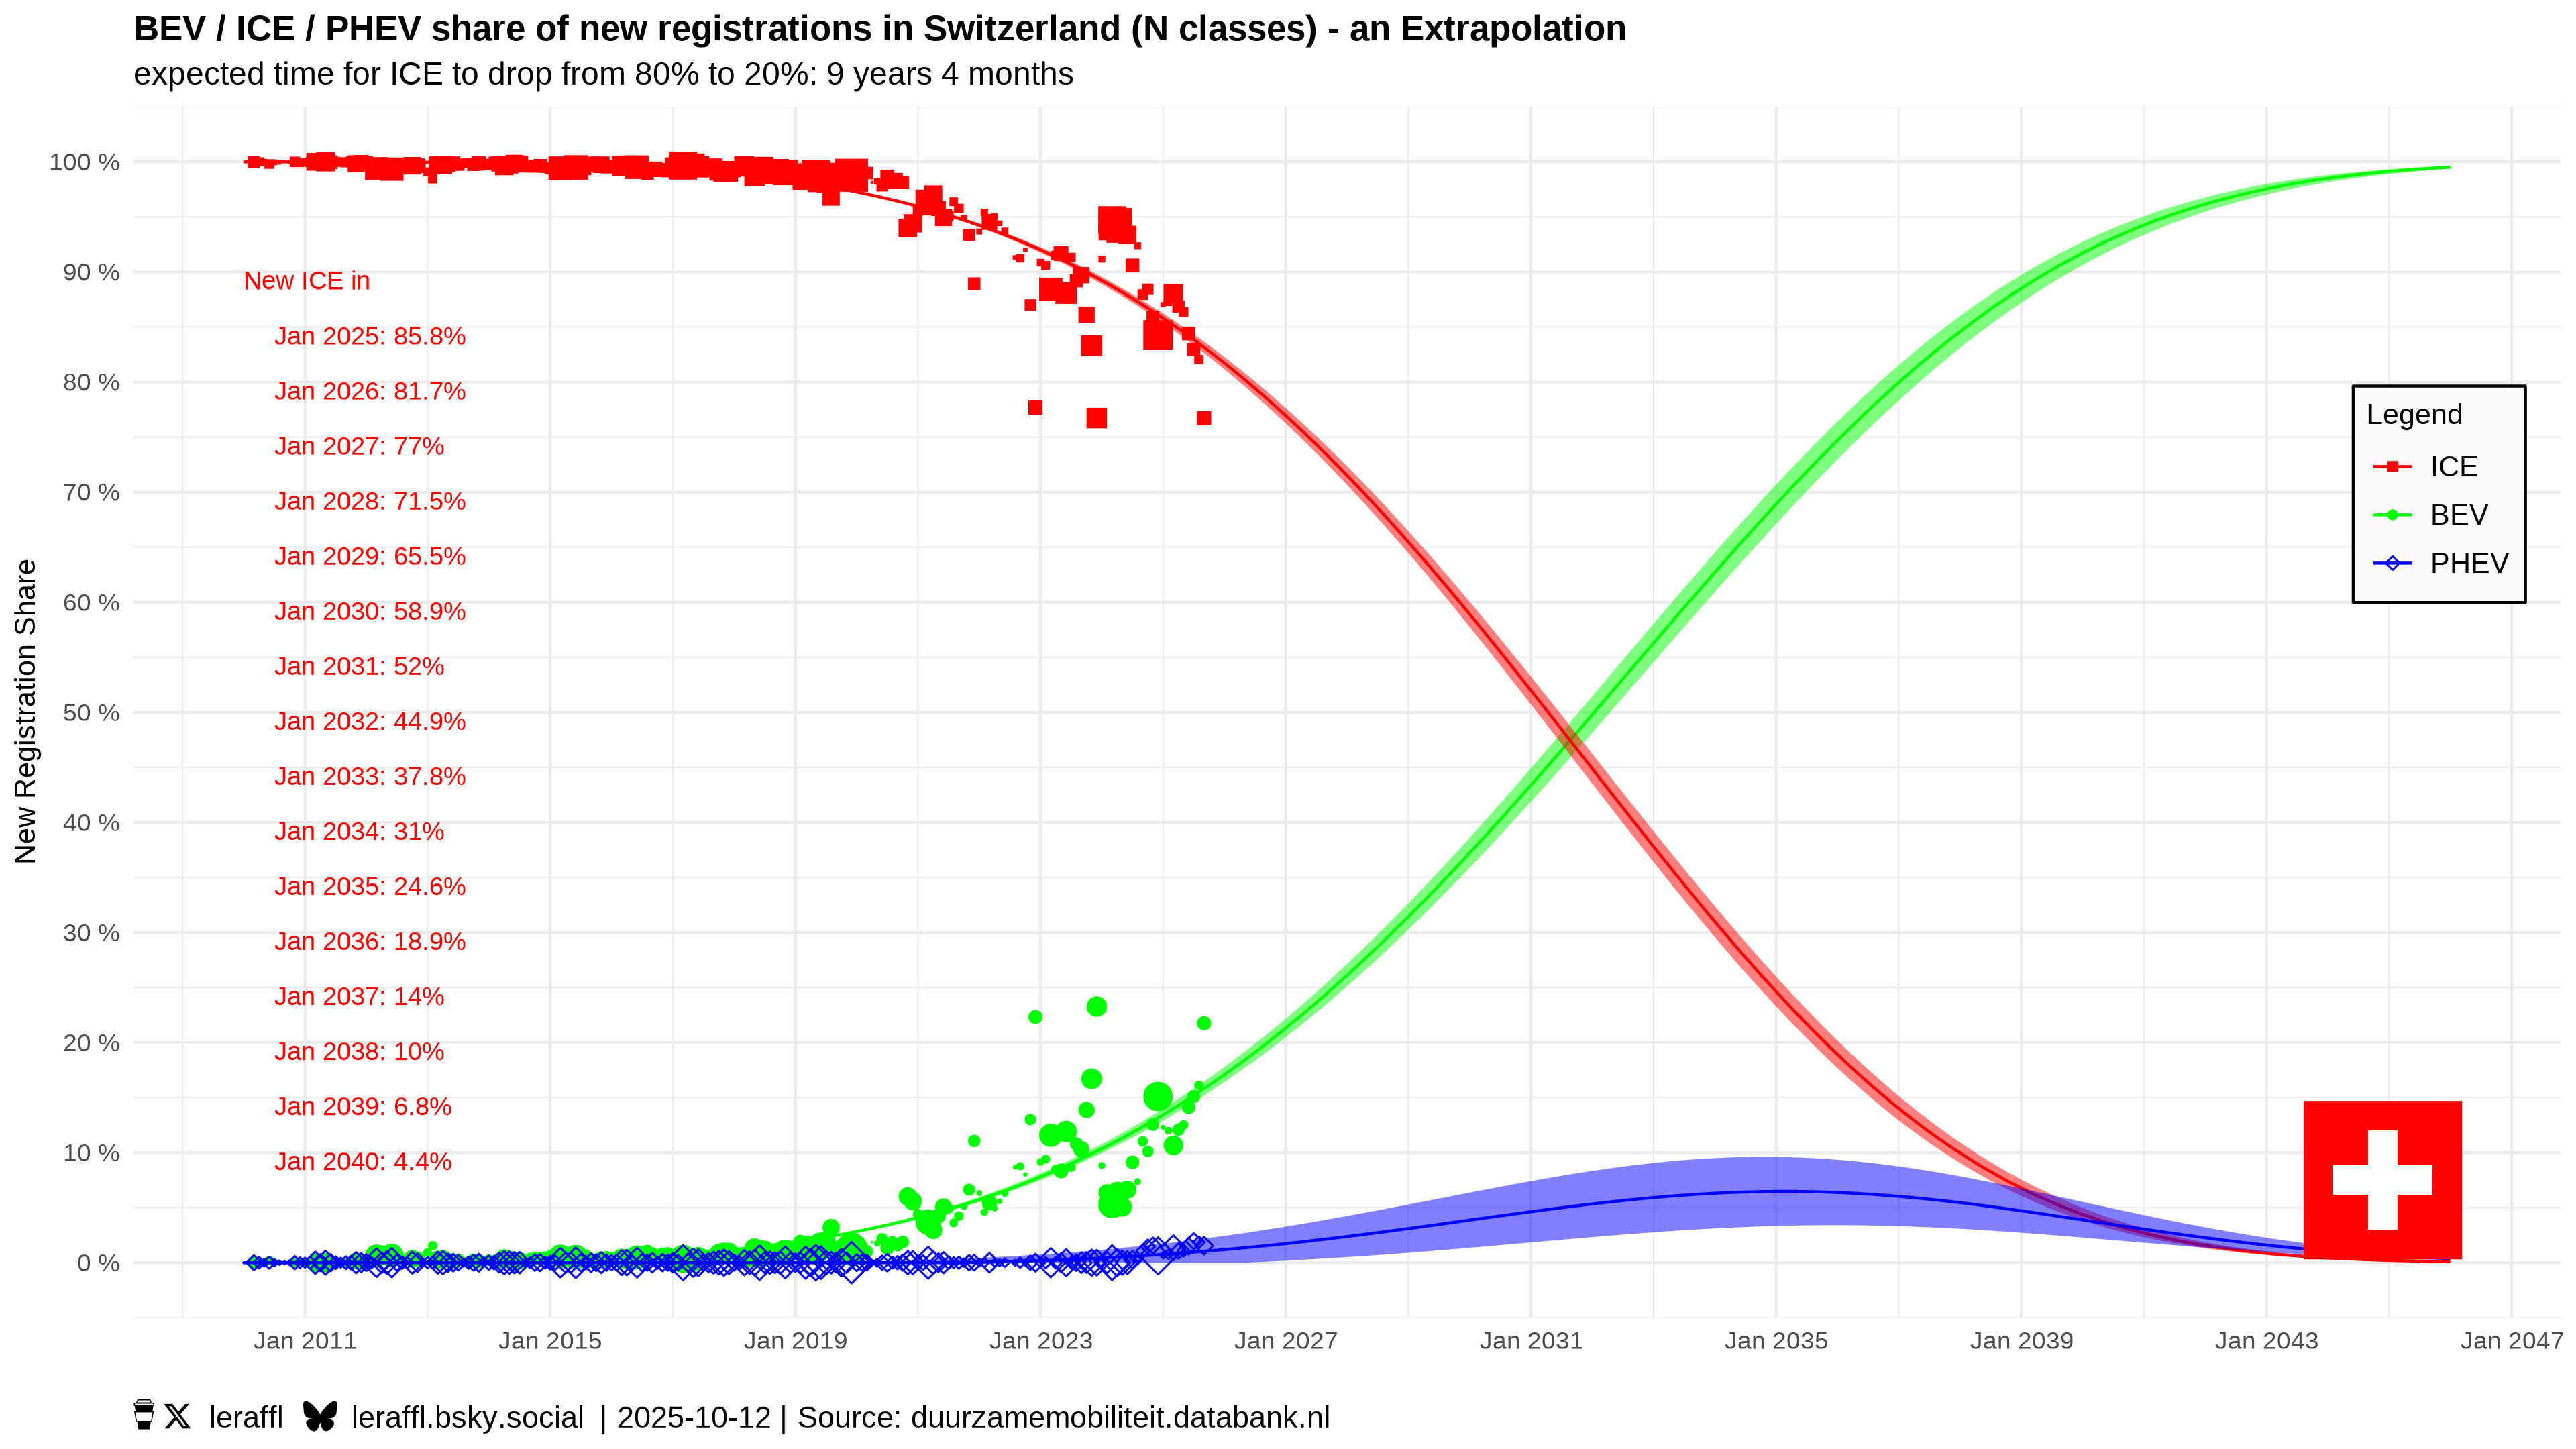 BEV / ICE / PHEV share of new registrations in Switzerland (N classes) - an Extrapolation
expected time for ICE to drop from 80% to 20%: 9 years 4 months
New Registration Share
100 %
90 %
80 %
70 %
60 %
50 %
40 %
30 %
20 %
10 %
0 %
New ICE in
Jan 2025: 85.8%
Jan 2026: 81.7%
Jan 2027: 77%
Jan 2028: 71.5%
Jan 2029: 65.5%
Jan 2030: 58.9%
Jan 2031: 52%
Jan 2032: 44.9%
Jan 2033: 37.8%
Jan 2034: 31%
Jan 2035: 24.6%
Jan 2036: 18.9%
Jan 2037: 14%
Jan 2038: 10%
Jan 2039: 6.8%
Jan 2040: 4.4%
Legend
ICE
BEV
PHEV
Jan 2011 Jan 2015 Jan 2019 Jan 2023 Jan 2027 Jan 2031 Jan 2035 Jan 2039 Jan 2043 Jan 2047
leraffl leraffl.bsky.social | 2025-10-12 | Source: duurzamemobiliteit.databank.nl